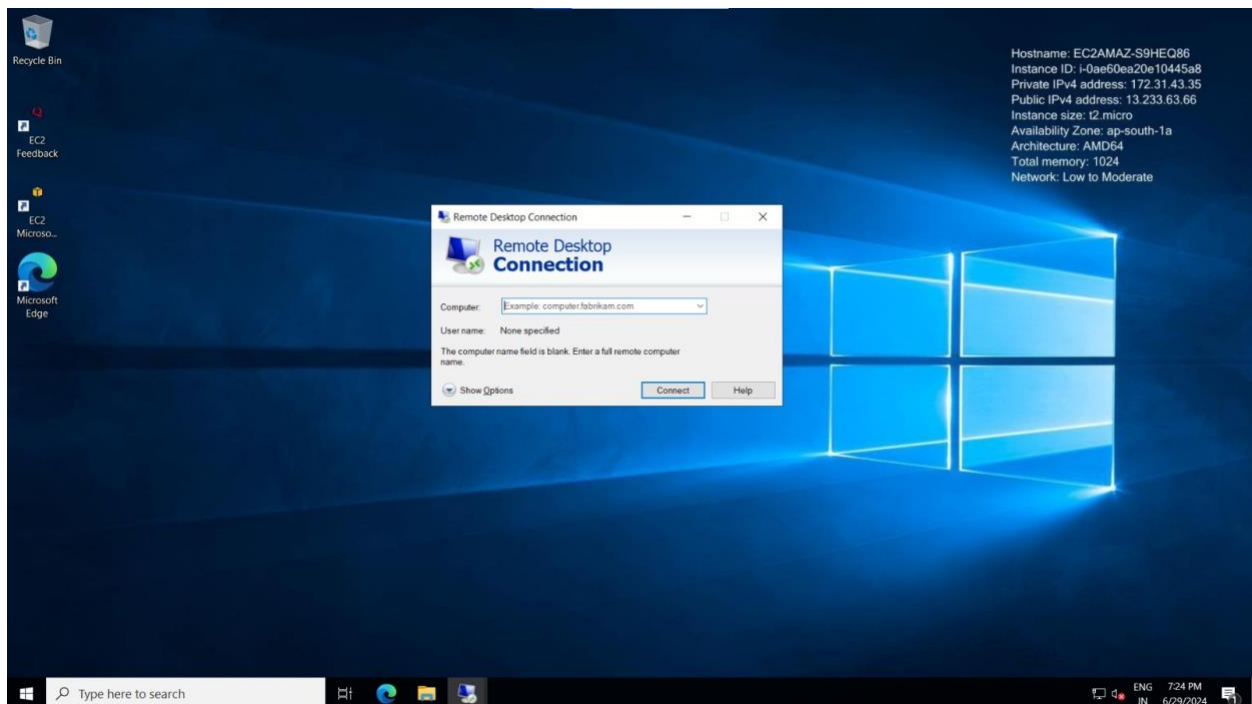 Recycle Bin
EC2
Feedback
EC2
Microso...
Microsoft
Edge
Hostname: EC2AMAZ-S9HEQ86
Instance ID: i-0ae60ea20e10445a8
Private IPv4 address: 172.31.43.35
Public IPv4 address: 13.233.63.66
Instance size: t2.micro
Availability Zone: ap-south-1a
Architecture: AMD64
Total memory: 1024
Network: Low to Moderate
Remote Desktop Connection
Remote Desktop
Connection
Computer: Example: computer.fabrikam.com
User name: None specified
The computer name field is blank. Enter a full remote computer
name.
Show Options Connect Help
Type here to search
ENG 7:24 PM
IN 6/29/2024
1